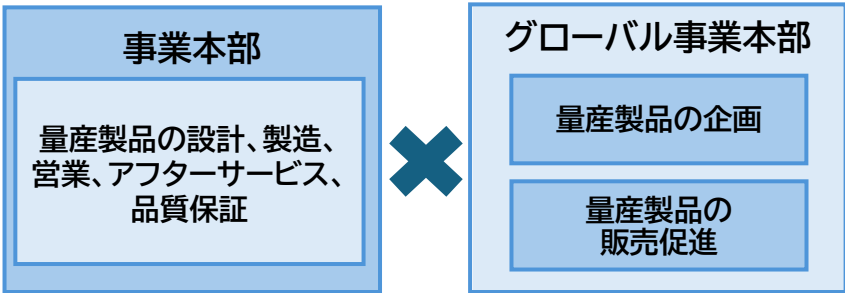 事業本部
量産製品の設計、製造、
営業、アフターサービス、
品質保証
グローバル事業本部
量産製品の企画
量産製品の
販売促進